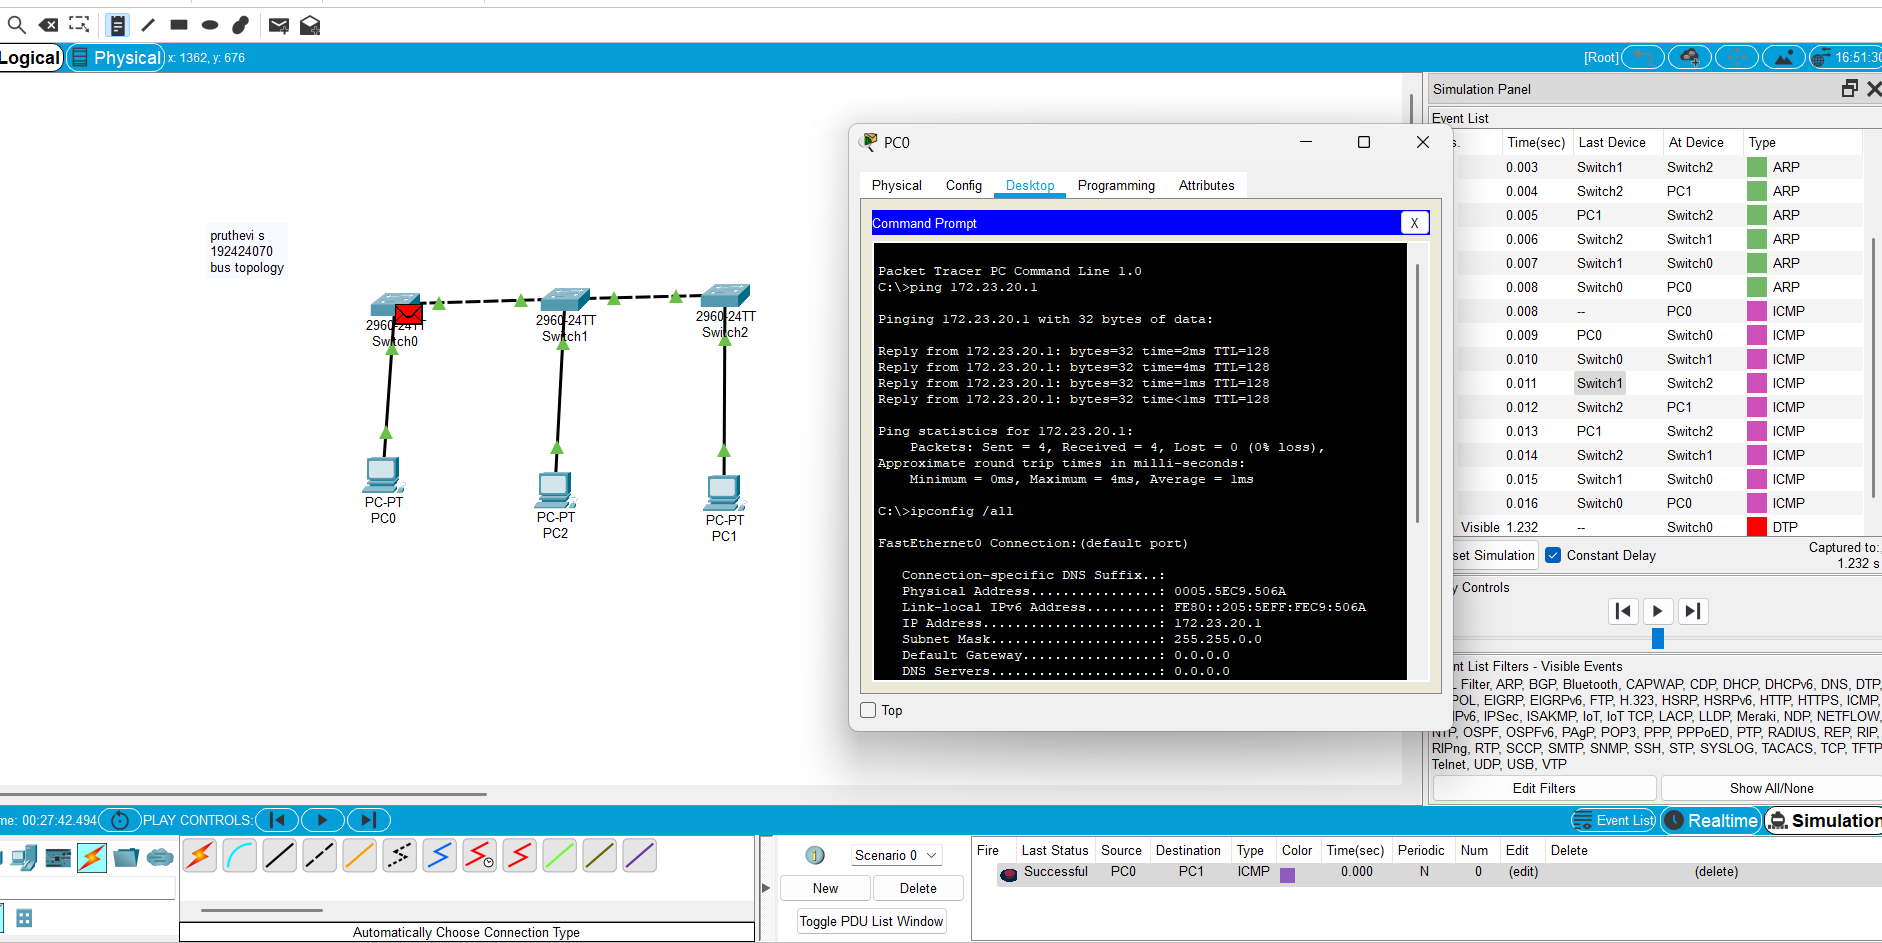 Logical
Physical
x: 1362, y: 676
[Root]
16:51:30
pruthevi s
192424070
bus topology
2960-24TT
Switch0
2960-24TT
Switch1
2960-24TT
Switch2
PC-PT
PC0
PC-PT
PC2
PC-PT
PC1
PC0
Physical Config Desktop Programming Attributes
Command Prompt
X
Packet Tracer PC Command Line 1.0
C:\>ping 172.23.20.1
Pinging 172.23.20.1 with 32 bytes of data:
Reply from 172.23.20.1: bytes=32 time=2ms TTL=128
Reply from 172.23.20.1: bytes=32 time=4ms TTL=128
Reply from 172.23.20.1: bytes=32 time=1ms TTL=128
Reply from 172.23.20.1: bytes=32 time<1ms TTL=128
Ping statistics for 172.23.20.1:
Packets: Sent = 4, Received = 4, Lost = 0 (0% loss),
Approximate round trip times in milli-seconds:
Minimum = 0ms, Maximum = 4ms, Average = 1ms
C:\>ipconfig /all
FastEthernet0 Connection:(default port)
Connection-specific DNS Suffix..:
Physical Address................: 0005.5EC9.506A
Link-local IPv6 Address.........: FE80::205:5EFF:FEC9:506A
IP Address......................: 172.23.20.1
Subnet Mask.....................: 255.255.0.0
Default Gateway.................: 0.0.0.0
DNS Servers.....................: 0.0.0.0
Top
Simulation Panel
Event List
s. Time(sec) Last Device At Device Type
0.003 Switch1 Switch2 ARP
0.004 Switch2 PC1 ARP
0.005 PC1 Switch2 ARP
0.006 Switch2 Switch1 ARP
0.007 Switch1 Switch0 ARP
0.008 Switch0 PC0 ARP
0.008 -- PC0 ICMP
0.009 PC0 Switch0 ICMP
0.010 Switch0 Switch1 ICMP
0.011 Switch1 Switch2 ICMP
0.012 Switch2 PC1 ICMP
0.013 PC1 Switch2 ICMP
0.014 Switch2 Switch1 ICMP
0.015 Switch1 Switch0 ICMP
0.016 Switch0 PC0 ICMP
Visible 1.232 -- Switch0 DTP
set Simulation
Constant Delay
Captured to:
1.232 s
y Controls
nt List Filters - Visible Events
L Filter, ARP, BGP, Bluetooth, CAPWAP, CDP, DHCP, DHCPv6, DNS, DTP,
POL, EIGRP, EIGRPv6, FTP, H.323, HSRP, HSRPv6, HTTP, HTTPS, ICMP,
IPv6, IPSec, ISAKMP, IoT, IoT TCP, LACP, LLDP, Meraki, NDP, NETFLOW,
NTP, OSPF, OSPFv6, PAgP, POP3, PPP, PPPoED, PTP, RADIUS, REP, RIP,
RIPng, RTP, SCCP, SMTP, SNMP, SSH, STP, SYSLOG, TACACS, TCP, TFTP
Telnet, UDP, USB, VTP
Edit Filters
Show All/None
me: 00:27:42.494
PLAY CONTROLS:
Event List
Realtime
Simulation
Automatically Choose Connection Type
Scenario 0
New
Delete
Toggle PDU List Window
Fire Last Status Source Destination Type Color Time(sec) Periodic Num Edit Delete
Successful PC0 PC1 ICMP 0.000 N 0 (edit) (delete)